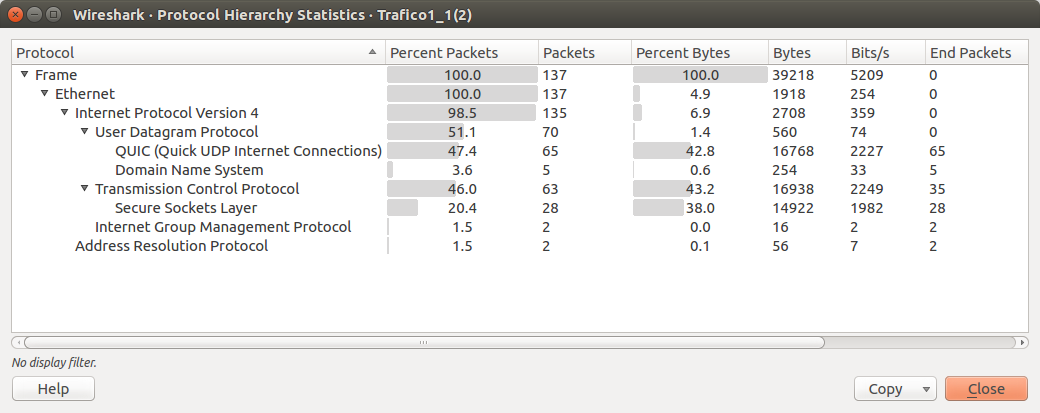 Wireshark · Protocol Hierarchy Statistics · Trafico1_1(2)
Protocol Percent Packets Packets Percent Bytes Bytes Bits/s End Packets
Frame 100.0 137 100.0 39218 5209 0
Ethernet 100.0 137 4.9 1918 254 0
Internet Protocol Version 4 98.5 135 6.9 2708 359 0
User Datagram Protocol 51.1 70 1.4 560 74 0
QUIC (Quick UDP Internet Connections) 47.4 65 42.8 16768 2227 65
Domain Name System 3.6 5 0.6 254 33 5
Transmission Control Protocol 46.0 63 43.2 16938 2249 35
Secure Sockets Layer 20.4 28 38.0 14922 1982 28
Internet Group Management Protocol 1.5 2 0.0 16 2 2
Address Resolution Protocol 1.5 2 0.1 56 7 2
No display filter.
Help Copy Close